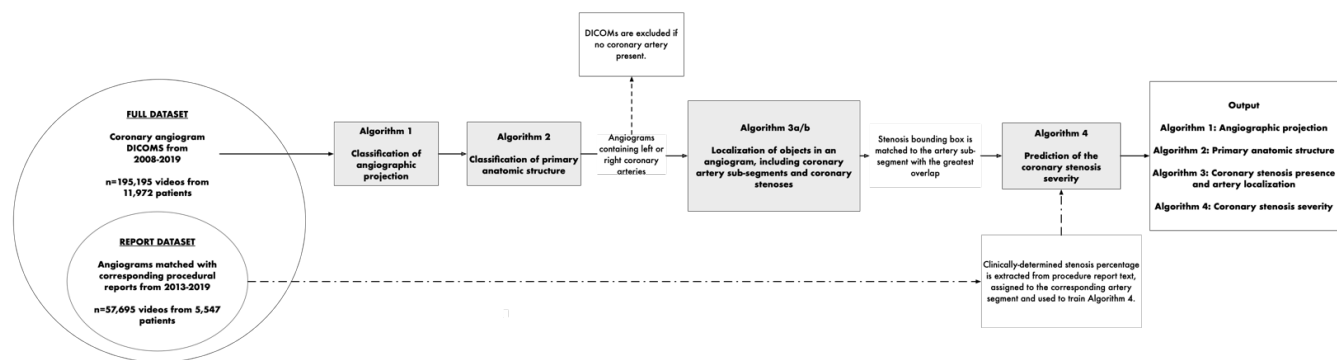 FULL DATASET
Coronary angiogram
DICOMS from
2008-2019
n=195,195 videos from
11,972 patients
REPORT DATASET
Angiograms matched with
corresponding procedural
reports from 2013-2019
n=57,695 videos from 5,547
patients
Algorithm 1
Classification of
angiographic
projection
Algorithm 2
Classification of primary
anatomic structure
DICOMs are excluded if
no coronary artery
present.
Angiograms
containing left or
right coronary
arteries
Algorithm 3a/b
Localization of objects in an
angiogram, including coronary
artery sub-segments and coronary
stenoses
Stenosis bounding box is
matched to the artery sub-
segment with the greatest
overlap
Algorithm 4
Prediction of the
coronary stenosis
severity
Clinically-determined stenosis percentage
is extracted from procedure report text,
assigned to the corresponding artery
segment and used to train Algorithm 4.
Output
Algorithm 1: Angiographic projection
Algorithm 2: Primary anatomic structure
Algorithm 3: Coronary stenosis presence
and artery localization
Algorithm 4: Coronary stenosis severity